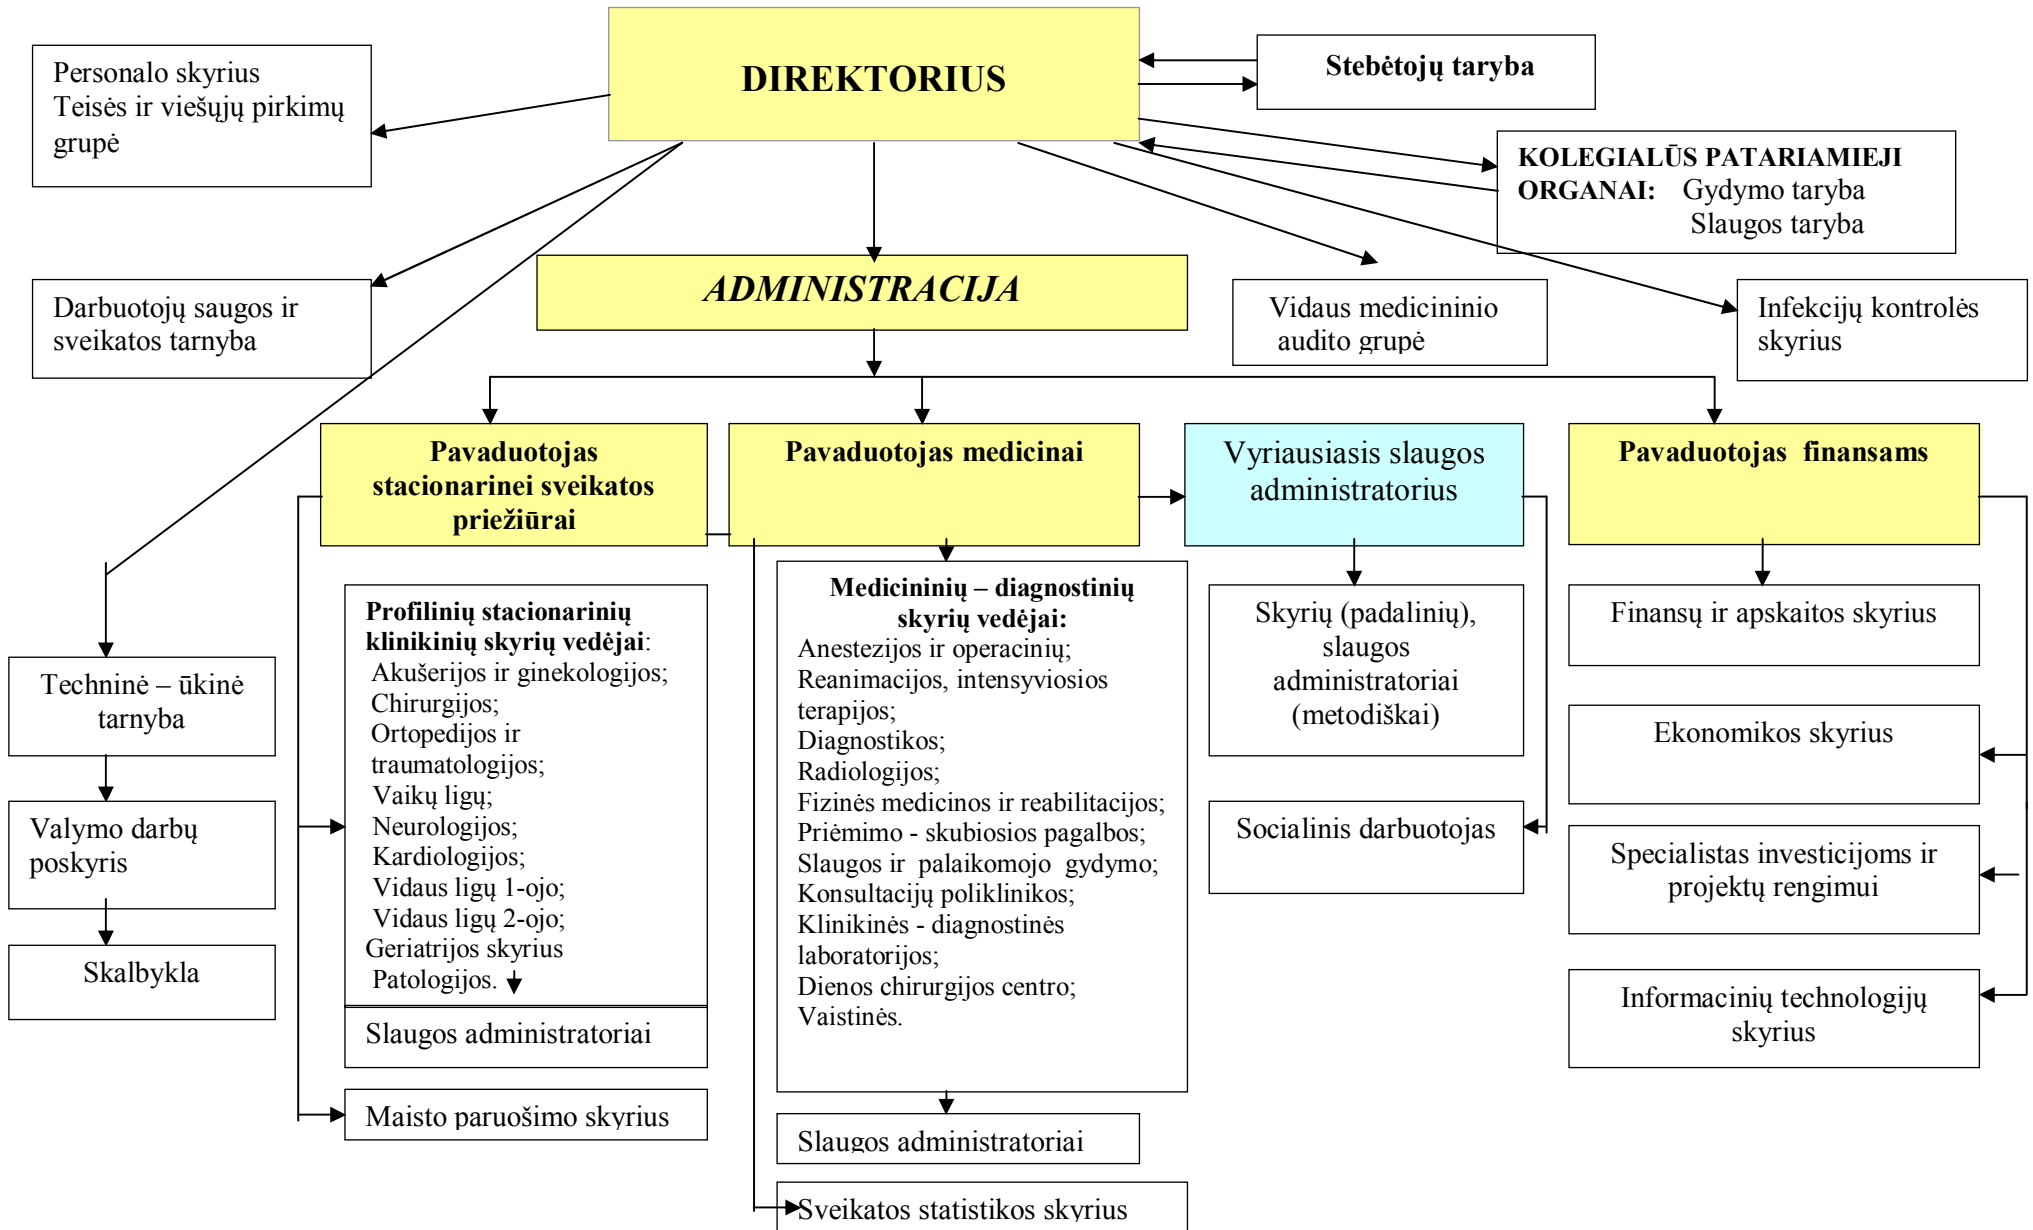 DIREKTORIUS
Stebėtojų taryba
Personalo skyrius
Teisės ir viešųjų pirkimų
grupė
KOLEGIALŪS PATARIAMIEJI
ORGANAI: Gydymo taryba
Slaugos taryba
ADMINISTRACIJA
Darbuotojų saugos ir
sveikatos tarnyba
Vidaus medicininio
audito grupė
Infekcijų kontrolės
skyrius
Pavaduotojas
stacionarinei sveikatos
priežiūrai
Pavaduotojas medicinai
Vyriausiasis slaugos
administratorius
Pavaduotojas finansams
Techninė – ūkinė
tarnyba
Valymo darbų
poskyris
Skalbykla
Profilinių stacionarinių
klinikinių skyrių vedėjai:
Akušerijos ir ginekologijos;
Chirurgijos;
Ortopedijos ir
traumatologijos;
Vaikų ligų;
Neurologijos;
Kardiologijos;
Vidaus ligų 1-ojo;
Vidaus ligų 2-ojo;
Geriatrijos skyrius
Patologijos.
Slaugos administratoriai
Maisto paruošimo skyrius
Medicininių – diagnostinių
skyrių vedėjai:
Anestezijos ir operacinių;
Reanimacijos, intensyviosios
terapijos;
Diagnostikos;
Radiologijos;
Fizinės medicinos ir reabilitacijos;
Priėmimo - skubiosios pagalbos;
Slaugos ir palaikomojo gydymo;
Konsultacijų poliklinikos;
Klinikinės - diagnostinės
laboratorijos;
Dienos chirurgijos centro;
Vaistinės.
Slaugos administratoriai
Sveikatos statistikos skyrius
Skyrių (padalinių),
slaugos
administratoriai
(metodiškai)
Socialinis darbuotojas
Finansų ir apskaitos skyrius
Ekonomikos skyrius
Specialistas investicijoms ir
projektų rengimui
Informacinių technologijų
skyrius